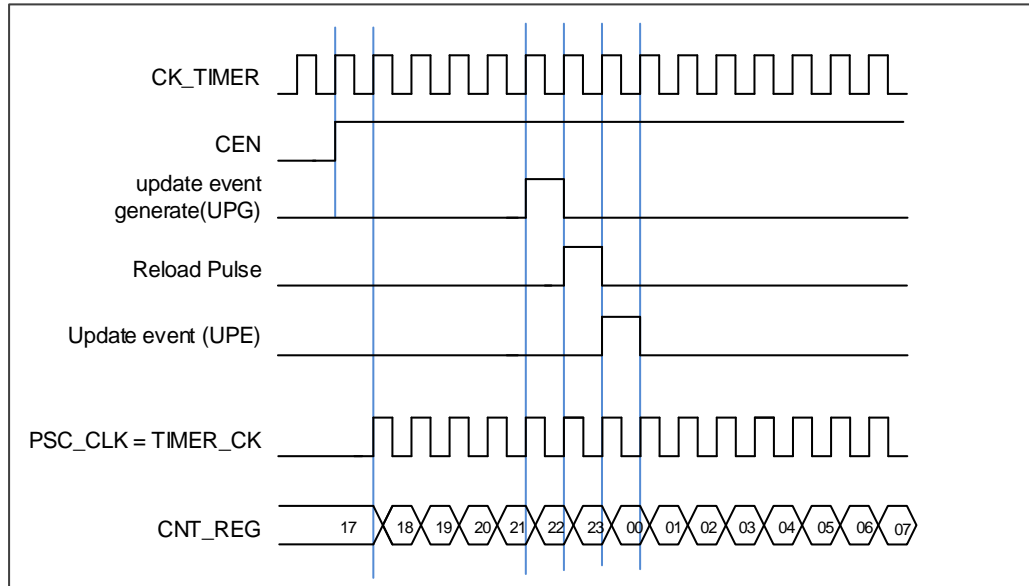 CK_TIMER
CEN
update event
generate(UPG)
Reload Pulse
Update event (UPE)
PSC_CLK = TIMER_CK
CNT_REG 17 18 19 20 21 22 23 00 01 02 03 04 05 06 07